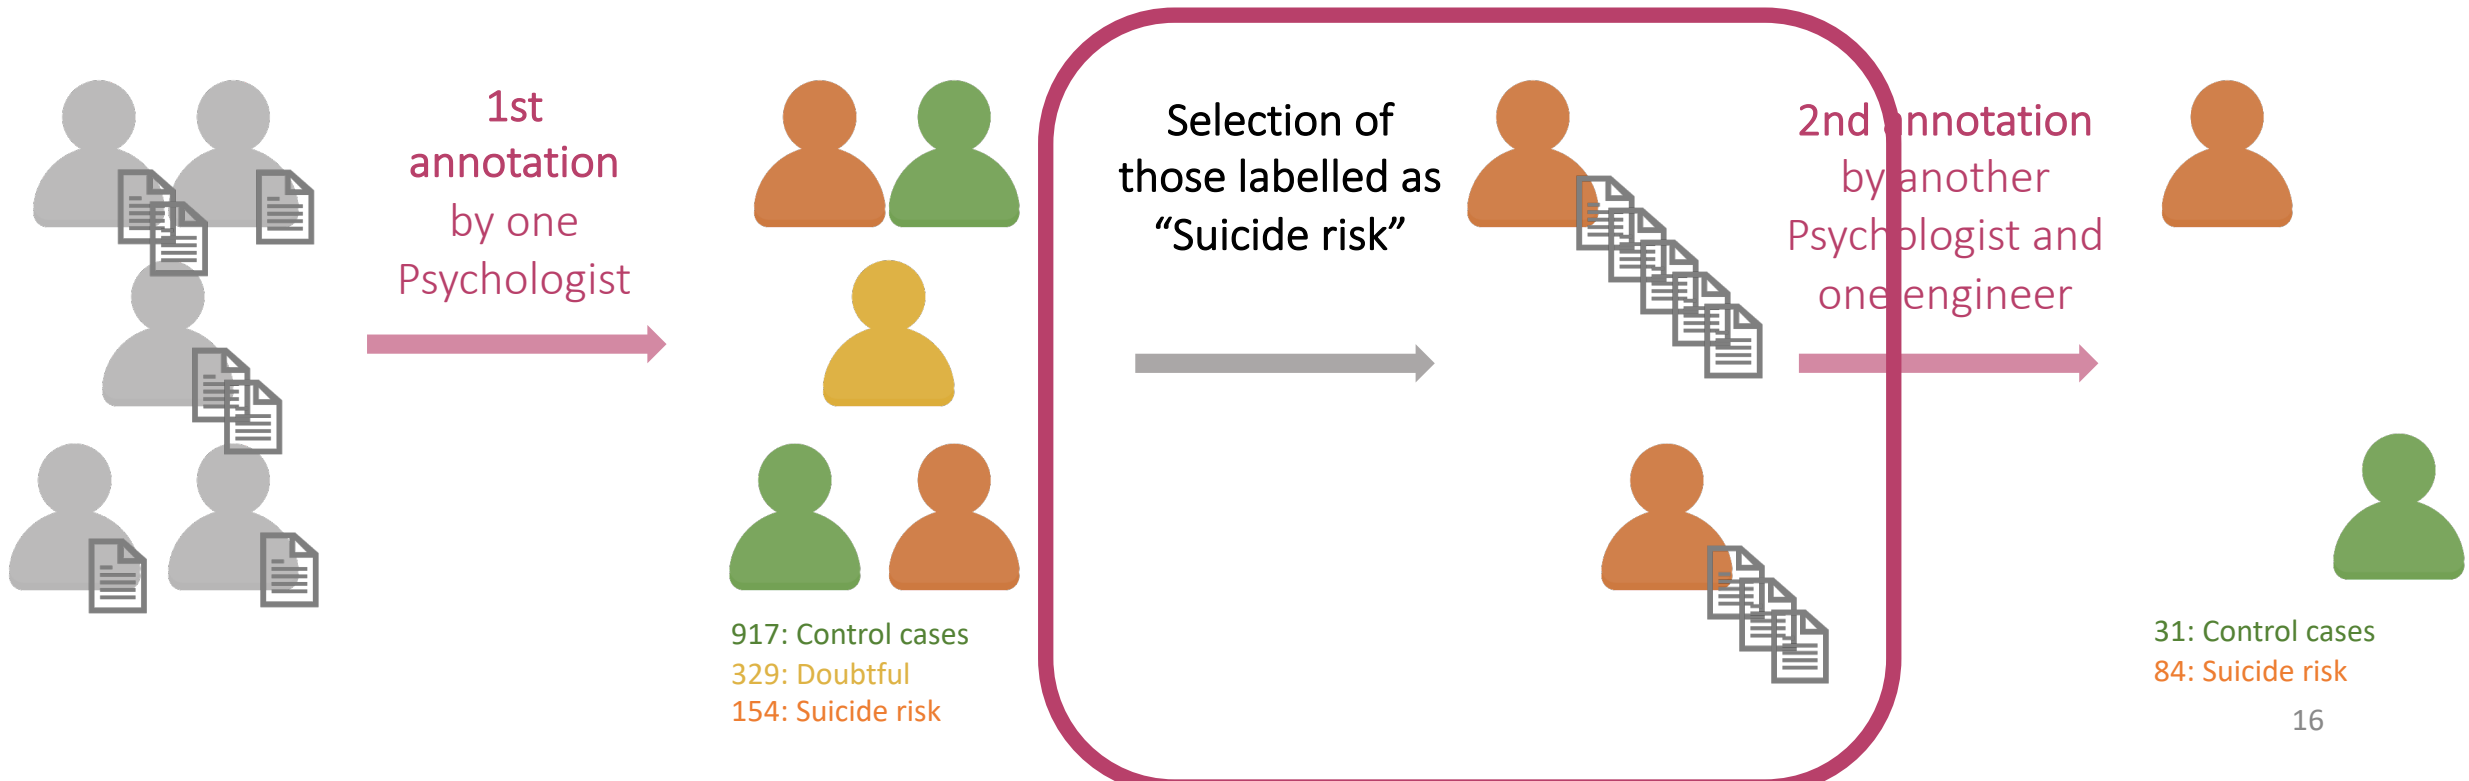 1st
annotation
by one
Psychologist
917: Control cases
329: Doubtful
154: Suicide risk
Selection of
those labelled as
“Suicide risk”
2nd annotation
by another
Psychologist and
one engineer
31: Control cases
84: Suicide risk
16